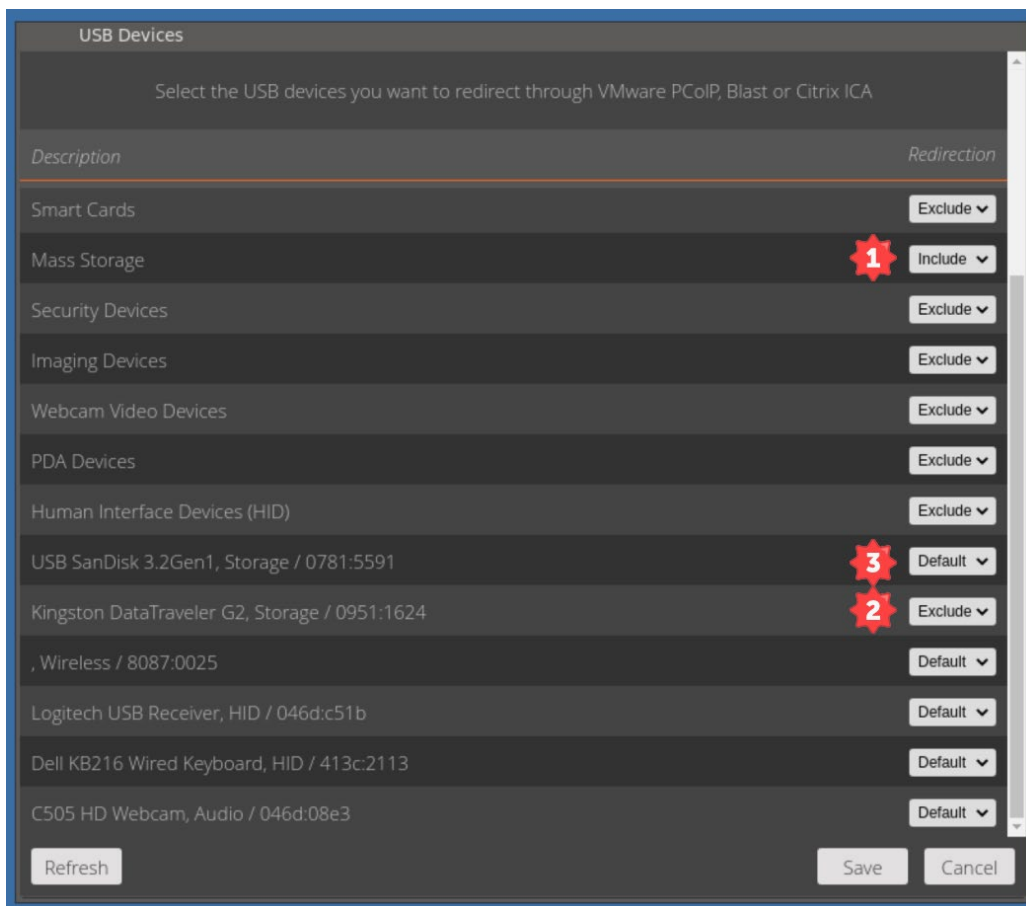 USB Devices
Select the USB devices you want to redirect through VMware PCoIP, Blast or Citrix ICA
Description Redirection
Smart Cards Exclude
Mass Storage 1 Include
Security Devices Exclude
Imaging Devices Exclude
Webcam Video Devices Exclude
PDA Devices Exclude
Human Interface Devices (HID) Exclude
USB SanDisk 3.2Gen1, Storage / 0781:5591 3 Default
Kingston DataTraveler G2, Storage / 0951:1624 2 Exclude
, Wireless / 8087:0025 Default
Logitech USB Receiver, HID / 046d:c51b Default
Dell KB216 Wired Keyboard, HID / 413c:2113 Default
C505 HD Webcam, Audio / 046d:08e3 Default
Refresh Save Cancel